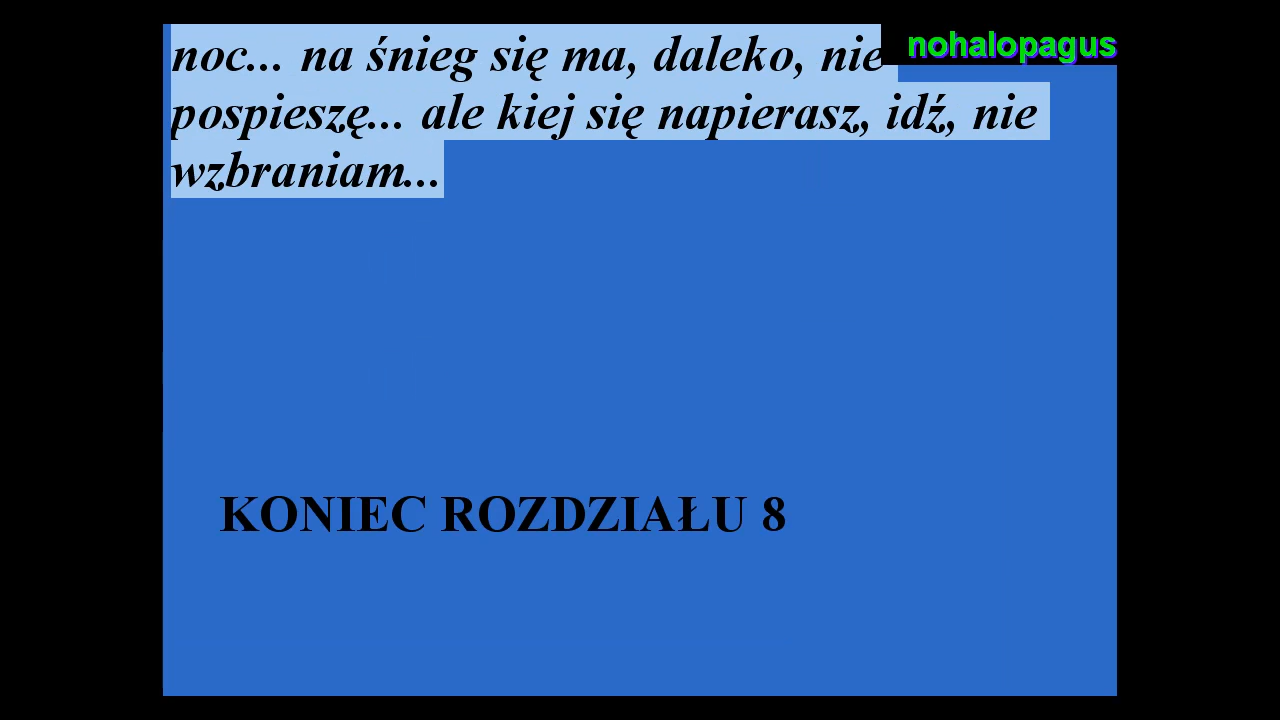 noc... na śnieg się ma, daleko, nie
nohalopagus
pospieszę... ale kiej się napierasz, idź, nie
wzbraniam...
KONIEC ROZDZIAŁU 8